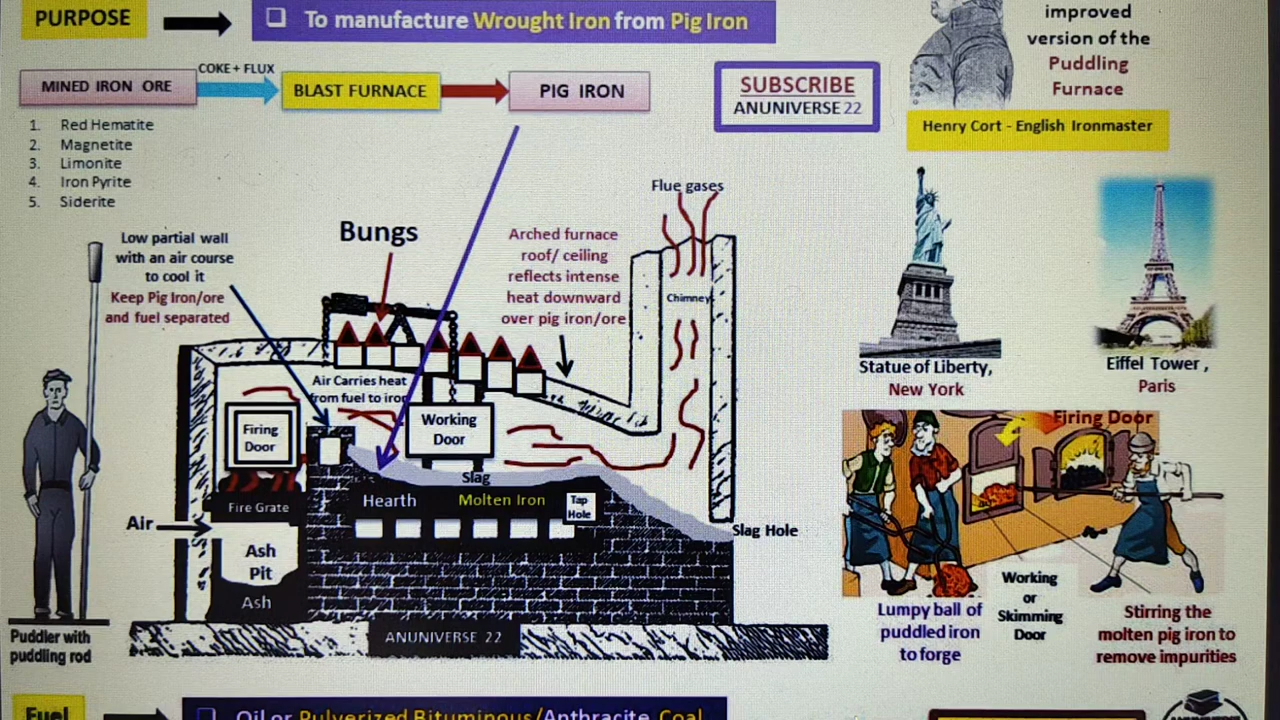 PURPOSE
❑ To manufacture Wrought Iron from Pig Iron
improved
version of the
Puddling
Furnace
Henry Cort - English Ironmaster
MINED IRON ORE
COKE + FLUX
BLAST FURNACE
PIG IRON
SUBSCRIBE
ANUNIVERSE 22
1. Red Hematite
2. Magnetite
3. Limonite
4. Iron Pyrite
5. Siderite
Low partial wall
with an air course
to cool it
Keep Pig Iron/ore
and fuel separated
Bungs
Arched furnace
roof/ ceiling
reflects intense
heat downward
over pig iron/ore
Flue gases
Chimney
Statue of Liberty,
New York
Eiffel Tower ,
Paris
Air Carries heat
from fuel to iron
Firing
Door
Working
Door
Slag
Fire Grate
Hearth
Molten Iron
Tap
Hole
Slag Hole
Air
Ash
Pit
Ash
ANUNIVERSE 22
Puddler with
puddling rod
Firing Door
Lumpy ball of
puddled iron
to forge
Working
or
Skimming
Door
Stirring the
molten pig iron to
remove impurities
Fuel
❑ Oil or Pulverized Bituminous/Anthracite Coal